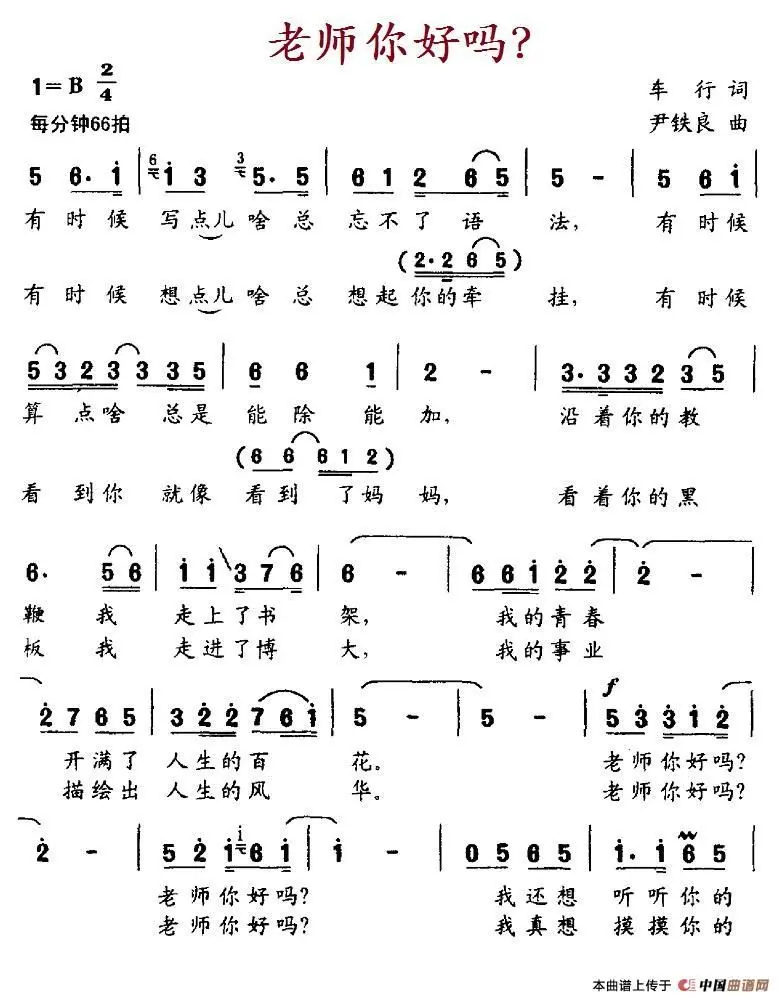 老师你好吗?
1=B 2/4
车 行 词
每分钟66拍
尹铁良 曲
5 6. i 6 i 3 3 5. 5 | 6 1 2 6 5 | 5 - | 5 6 i |
有时候 写点儿啥总 忘不了语 法, 有时候
(2. 2 6 5)
有时候 想点儿啥总 想起你的牵 挂, 有时候
5 3 2 3 3 3 3 5 | 6 6 1 | 2 - | 3. 3 3 2 3 5 |
算点啥 总是 能除能 加, 沿着你的教
(6 6 6 1 2)
看到你 就像 看到了妈 妈, 看着你的黑
6. 5 6 | i i 3 7 6 | 6 - | 6 6 i 2 2 | 2 - |
鞭 我 走上了书 架, 我的青春
板 我 走进了博 大, 我的事业
2 7 6 5 | 3 2 2 7 6 i | 5 - | 5 - | f 5 3 3 i 2 |
开满了 人生的百 花。 老师你好吗?
描绘出 人生的风 华。 老师你好吗?
2 - | 5 2 i i 6 i | i - | 0 5 6 5 | i. i 6 5 |
老师你好吗? 我还想 听听你的
老师你好吗? 我真想 摸摸你的
本曲谱上传于 中国曲谱网